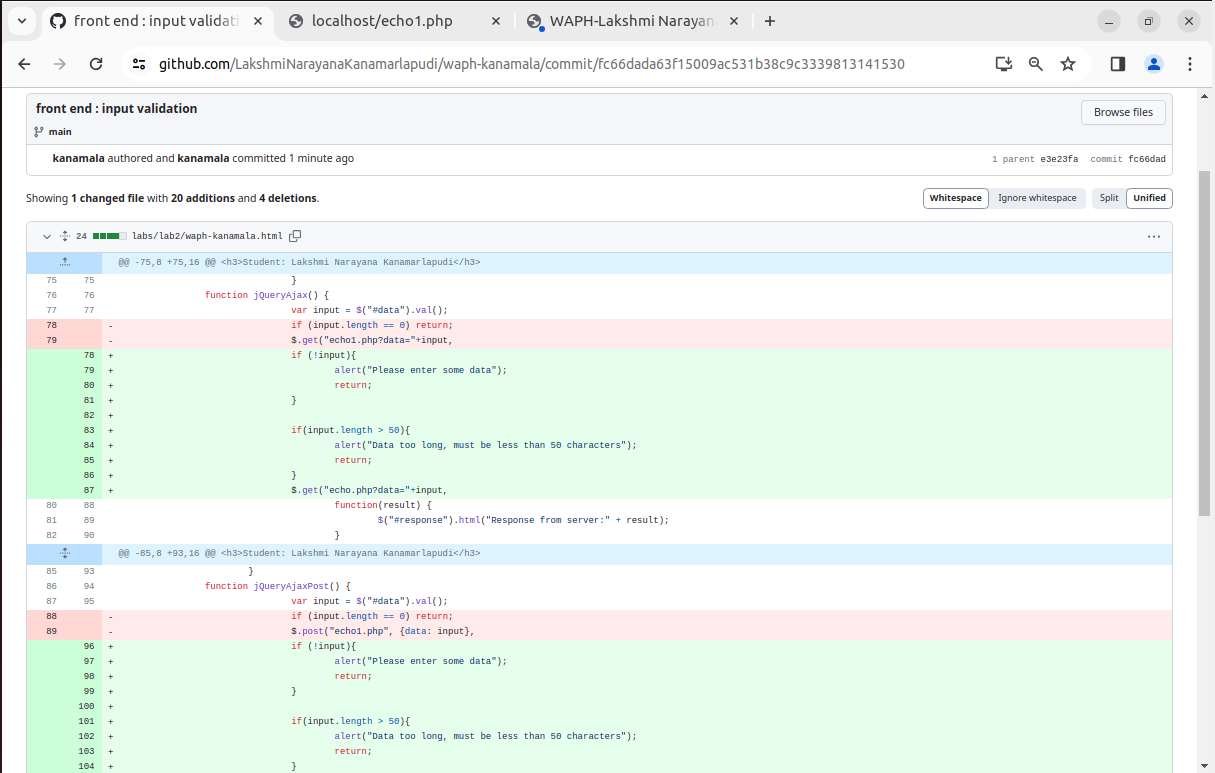 front end : input validati
localhost/echo1.php
WAPH-Lakshmi Narayan
github.com/LakshmiNarayanaKanamarlapudi/waph-kanamala/commit/fc66dada63f15009ac531b38c9c3339813141530
front end : input validation
Browse files
main
kanamala authored and kanamala committed 1 minute ago
1 parent e3e23fa commit fc66dad
Showing 1 changed file with 20 additions and 4 deletions.
Whitespace Ignore whitespace Split Unified
24 labs/lab2/waph-kanamala.html
@@ -75,8 +75,16 @@ <h3>Student: Lakshmi Narayana Kanamarlapudi</h3>
75 75 }
76 76 function jQueryAjax() {
77 77 var input = $("#data").val();
78 - if (input.length == 0) return;
79 - $.get("echo1.php?data="+input,
78 + if (!input){
79 + alert("Please enter some data");
80 + return;
81 + }
82 +
83 + if(input.length > 50){
84 + alert("Data too long, must be less than 50 characters");
85 + return;
86 + }
87 + $.get("echo.php?data="+input,
80 88 function(result) {
81 89 $("#response").html("Response from server:" + result);
82 90 }
@@ -85,8 +93,16 @@ <h3>Student: Lakshmi Narayana Kanamarlapudi</h3>
85 93 }
86 94 function jQueryAjaxPost() {
87 95 var input = $("#data").val();
88 - if (input.length == 0) return;
89 - $.post("echo1.php", {data: input},
96 + if (!input){
97 + alert("Please enter some data");
98 + return;
99 + }
100 +
101 + if(input.length > 50){
102 + alert("Data too long, must be less than 50 characters");
103 + return;
104 + }